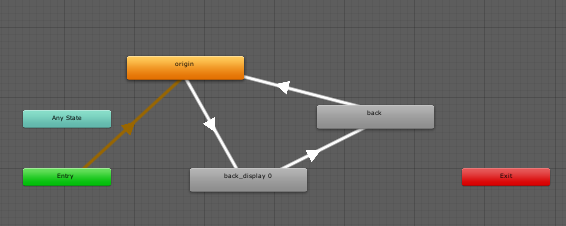 origin
back
Any State
Entry
back_display 0
Exit